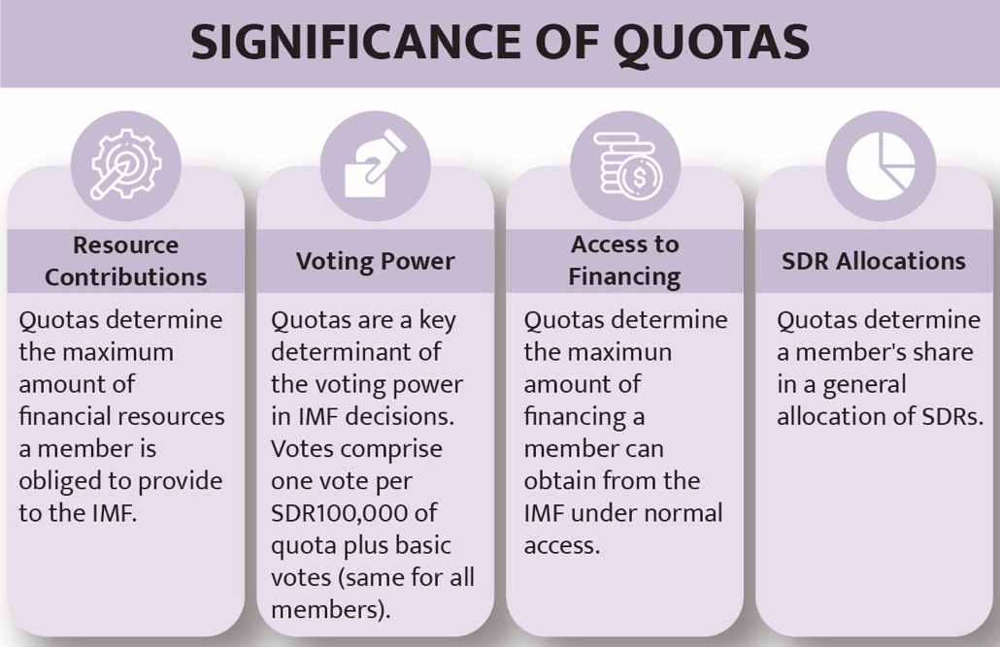 SIGNIFICANCE OF QUOTAS
Resource
Contributions
Quotas determine
the maximum
amount of
financial resources
a member is
obliged to provide
to the IMF.
Voting Power
Quotas are a key
determinant of
the voting power
in IMF decisions.
Votes comprise
one vote per
SDR100,000 of
quota plus basic
votes (same for all
members).
Access to
Financing
Quotas determine
the maximun
amount of
financing a
member can
obtain from the
IMF under normal
access.
SDR Allocations
Quotas determine
a member's share
in a general
allocation of SDRs.
$